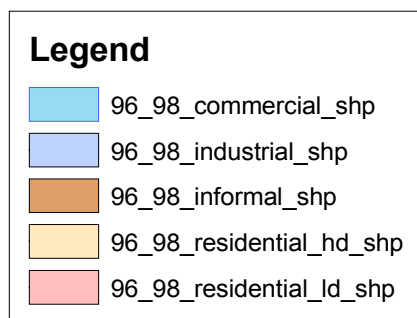 Legend
96_98_commercial_shp
96_98_industrial_shp
96_98_informal_shp
96_98_residential_hd_shp
96_98_residential_ld_shp